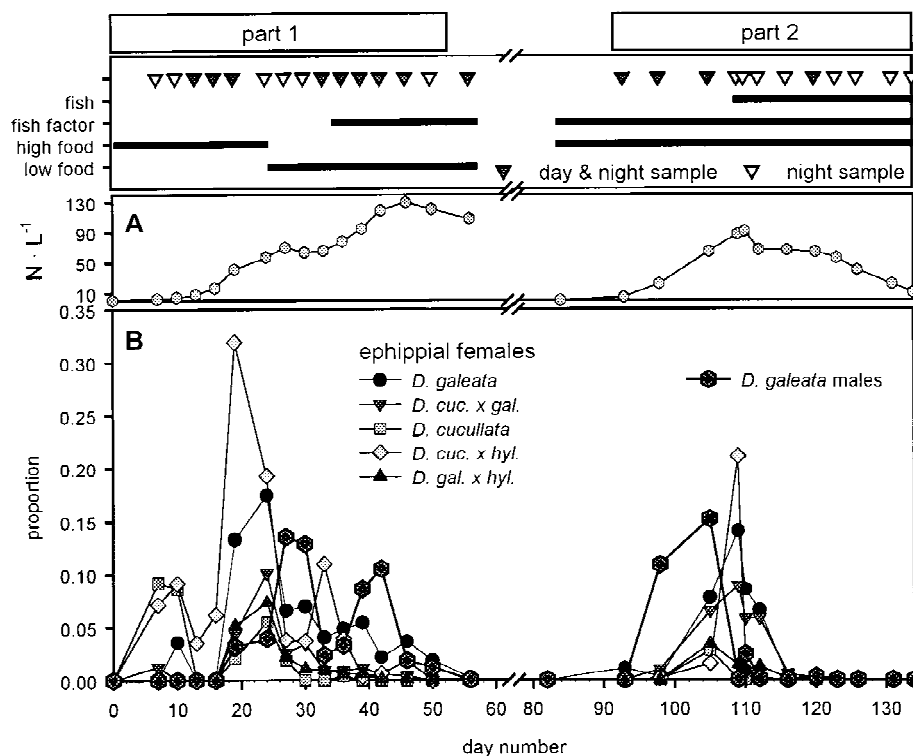 part 1 part 2
fish
fish factor
high food
low food
day & night sample night sample
A
N · L⁻¹
130
90
50
10
B
proportion
0.35
0.30
0.25
0.20
0.15
0.10
0.05
0.00
ephippial females
D. galeata
D. cuc. x gal.
D. cucullata
D. cuc. x hyl.
D. gal. x hyl.
D. galeata males
0 10 20 30 40 50 60 80 90 100 110 120 130
day number